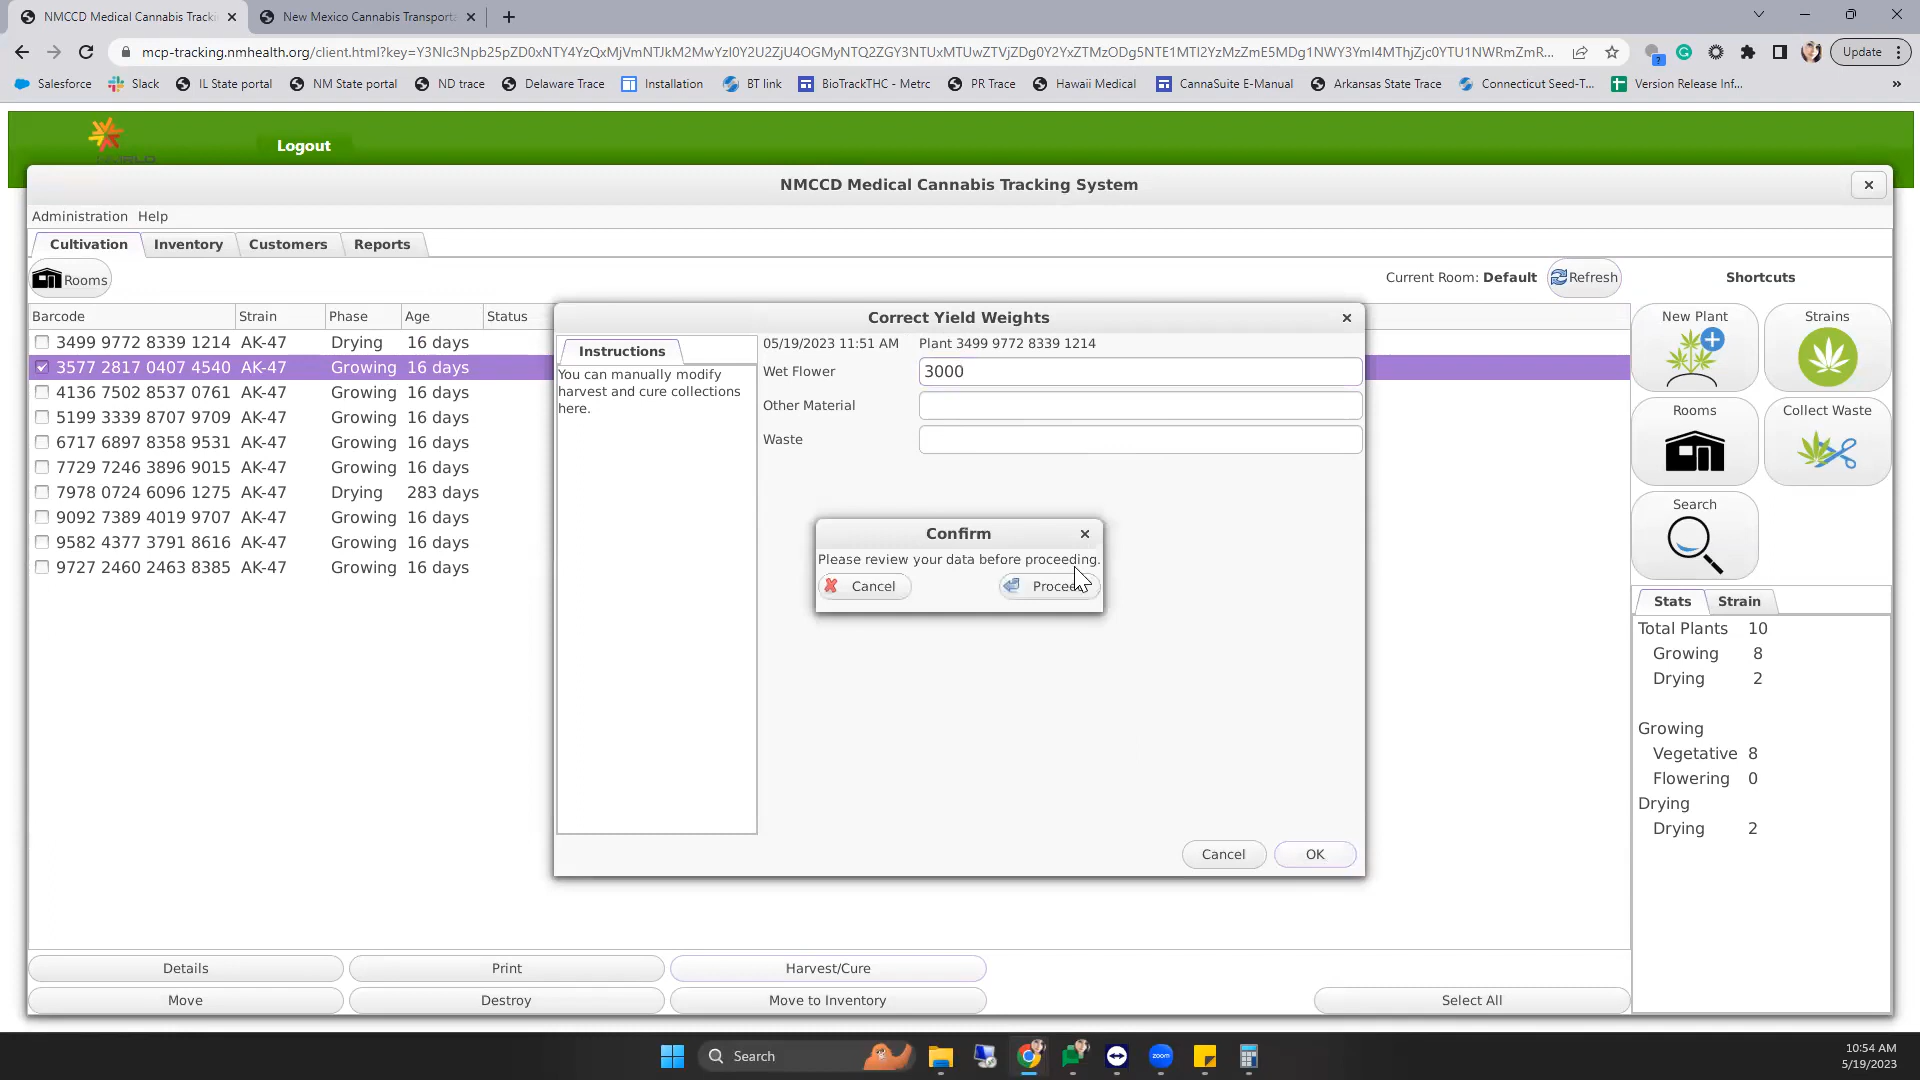 NMCCD Medical Cannabis Tracki
New Mexico Cannabis Transporta
mcp-tracking.nmhealth.org/client.html?key=
Update
Salesforce
Slack
IL State portal
NM State portal
ND trace
Delaware Trace
Installation
BT link
BioTrackTHC - Metrc
PR Trace
Hawaii Medical
CannaSuite E-Manual
Arkansas State Trace
Connecticut Seed-T...
Version Release Inf...
Logout
NMCCD Medical Cannabis Tracking System
Administration Help
Cultivation Inventory Customers Reports
Rooms
Current Room: Default
Refresh
Shortcuts
Barcode Strain Phase Age Status
3499 9772 8339 1214 AK-47 Drying 16 days
3577 2817 0407 4540 AK-47 Growing 16 days
4136 7502 8537 0761 AK-47 Growing 16 days
5199 3339 8707 9709 AK-47 Growing 16 days
6717 6897 8358 9531 AK-47 Growing 16 days
7729 7246 3896 9015 AK-47 Growing 16 days
7978 0724 6096 1275 AK-47 Drying 283 days
9092 7389 4019 9707 AK-47 Growing 16 days
9582 4377 3791 8616 AK-47 Growing 16 days
9727 2460 2463 8385 AK-47 Growing 16 days
Correct Yield Weights
Instructions
You can manually modify
harvest and cure collections
here.
05/19/2023 11:51 AM Plant 3499 9772 8339 1214
Wet Flower 3000
Other Material
Waste
Confirm
Please review your data before proceeding.
Cancel
Procee
Cancel OK
New Plant
Strains
Rooms
Collect Waste
Search
Stats Strain
Total Plants 10
Growing 8
Drying 2
Growing
Vegetative 8
Flowering 0
Drying
Drying 2
Details Print Harvest/Cure
Move Destroy Move to Inventory Select All
Search
zoom
10:54 AM
5/19/2023